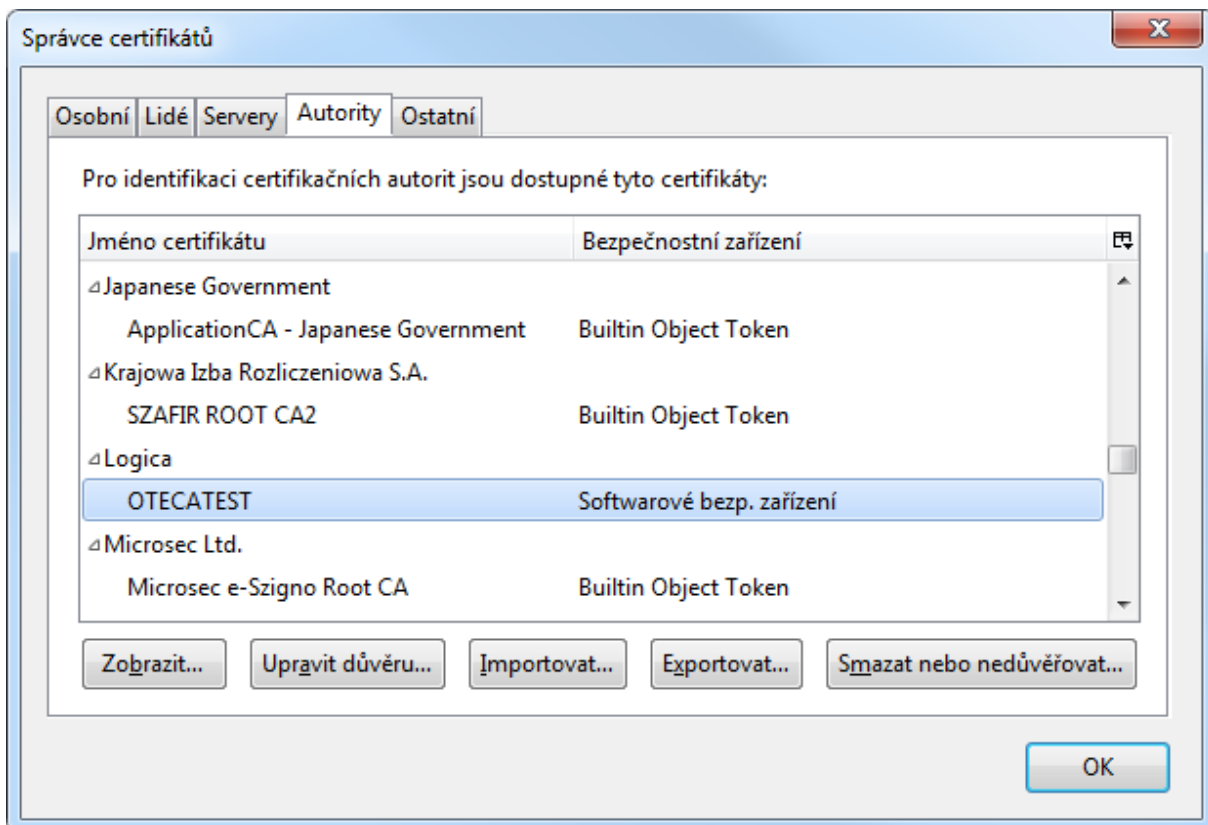 Správce certifikátů
Osobní Lidé Servery Autority Ostatní
Pro identifikaci certifikačních autorit jsou dostupné tyto certifikáty:
Jméno certifikátu Bezpečnostní zařízení
Japanese Government
ApplicationCA - Japanese Government Builtin Object Token
Krajowa Izba Rozliczeniowa S.A.
SZAFIR ROOT CA2 Builtin Object Token
Logica
OTECATEST Softwarové bezp. zařízení
Microsec Ltd.
Microsec e-Szigno Root CA Builtin Object Token
Zobrazit... Upravit důvěru... Importovat... Exportovat... Smazat nebo nedůvěřovat...
OK